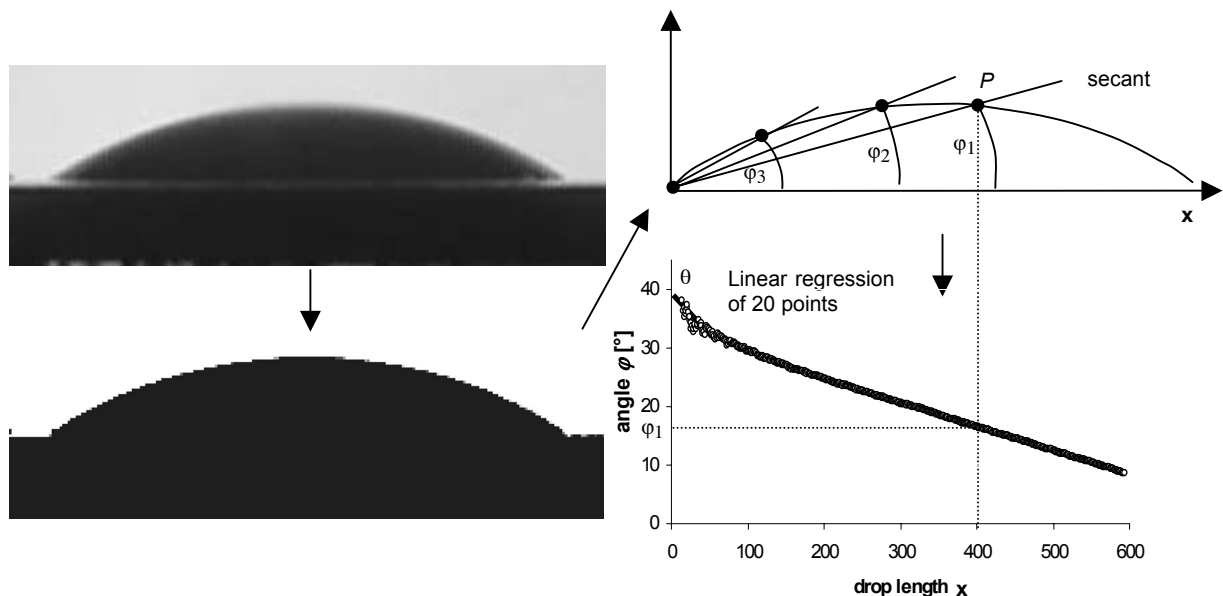 P
secant
φ1
φ2
φ3
x
θ
Linear regression
of 20 points
angle φ [°]
40
30
20
φ1
10
0
0 100 200 300 400 500 600
drop length x